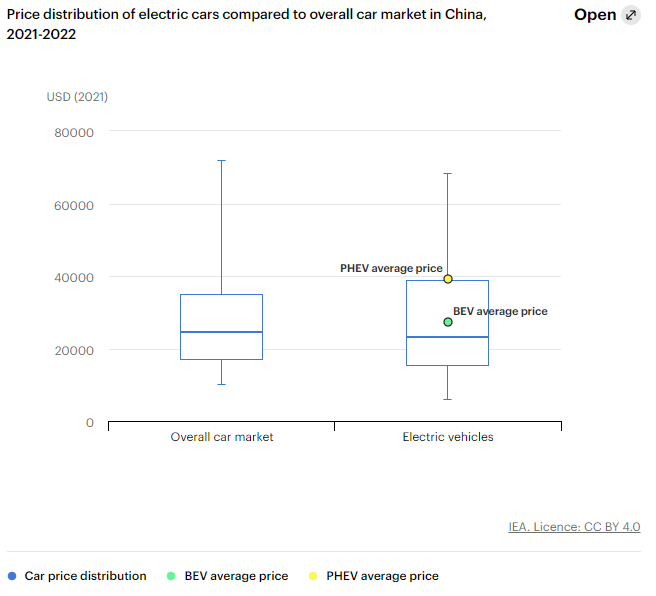 Price distribution of electric cars compared to overall car market in China,
2021-2022
Open
USD (2021)
80000
60000
40000
20000
0
PHEV average price
BEV average price
Overall car market
Electric vehicles
IEA. Licence: CC BY 4.0
Car price distribution
BEV average price
PHEV average price